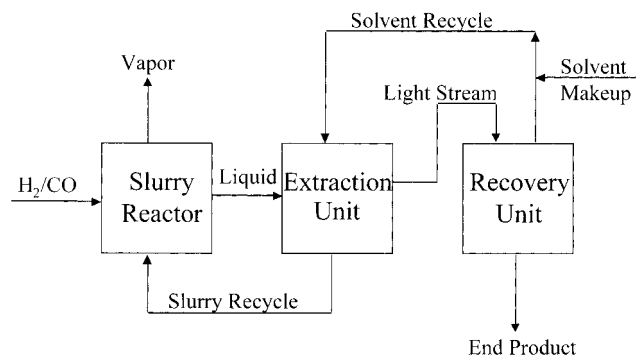 Solvent Recycle
Vapor
Solvent
Makeup
Light Stream
H₂/CO
Slurry
Reactor
Liquid
Extraction
Unit
Recovery
Unit
Slurry Recycle
End Product